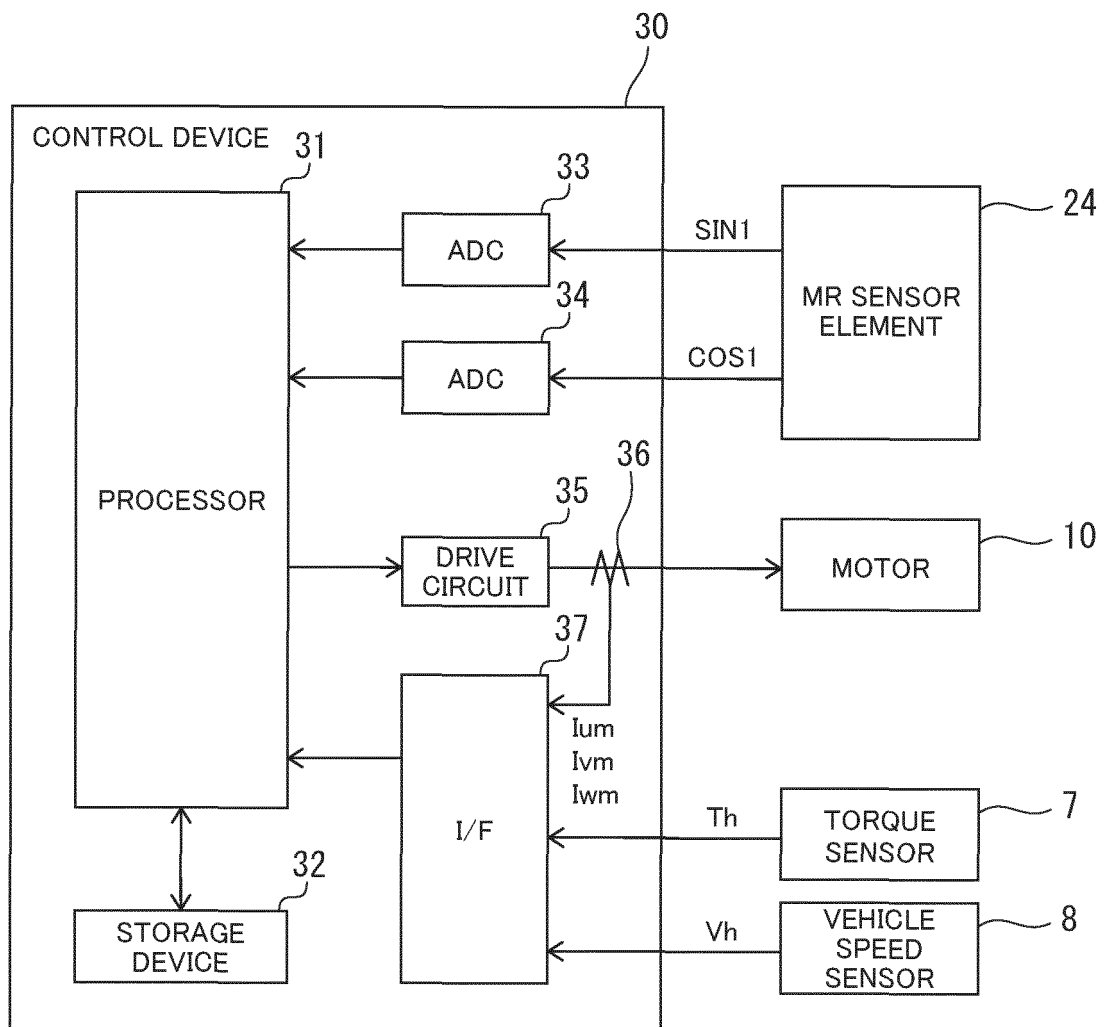 30
CONTROL DEVICE
31
33
24
SIN1
ADC
MR SENSOR
ELEMENT
34
COS1
ADC
36
PROCESSOR
35
10
DRIVE
CIRCUIT
MOTOR
37
Ium
Ivm
Iwm
7
Th
I/F
TORQUE
SENSOR
32
8
STORAGE
DEVICE
Vh
VEHICLE
SPEED
SENSOR